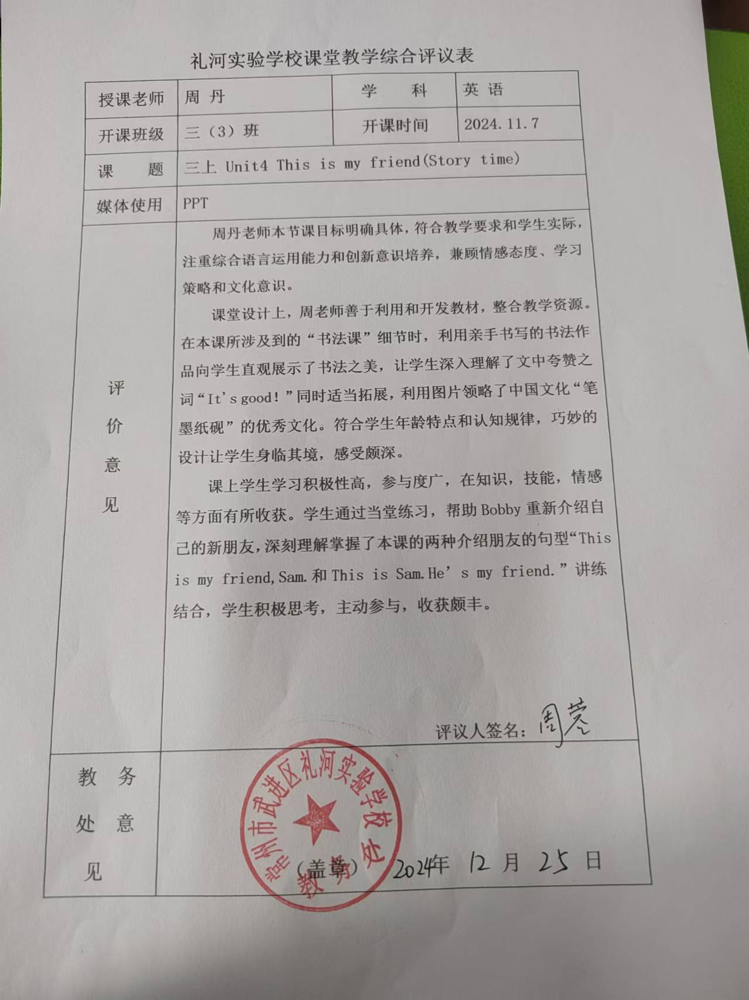 礼河实验学校课堂教学综合评议表
授课老师 周 丹 学 科 英 语
开课班级 三（3）班 开课时间 2024.11.7
课 题 三上 Unit4 This is my friend(Story time)
媒体使用 PPT
评价意见
周丹老师本节课目标明确具体，符合教学要求和学生实际，
注重综合语言运用能力和创新意识培养，兼顾情感态度、学习
策略和文化意识。
课堂设计上，周老师善于利用和开发教材，整合教学资源。
在本课所涉及到的“书法课”细节时，利用亲手书写的书法作
品向学生直观展示了书法之美，让学生深入理解了文中夸赞之
词“It's good！”同时适当拓展，利用图片领略了中国文化“笔
墨纸砚”的优秀文化。符合学生年龄特点和认知规律，巧妙的
设计让学生身临其境，感受颇深。
课上学生学习积极性高，参与度广，在知识，技能，情感
等方面有所收获。学生通过当堂练习，帮助 Bobby 重新介绍自
己的新朋友，深刻理解掌握了本课的两种介绍朋友的句型“This
is my friend,Sam.和 This is Sam.He’s my friend.”讲练
结合，学生积极思考，主动参与，收获颇丰。
评议人签名：周
教务处意见
常州市武进区礼河实验学校
教务处
（盖章） 2024年 12 月 25 日